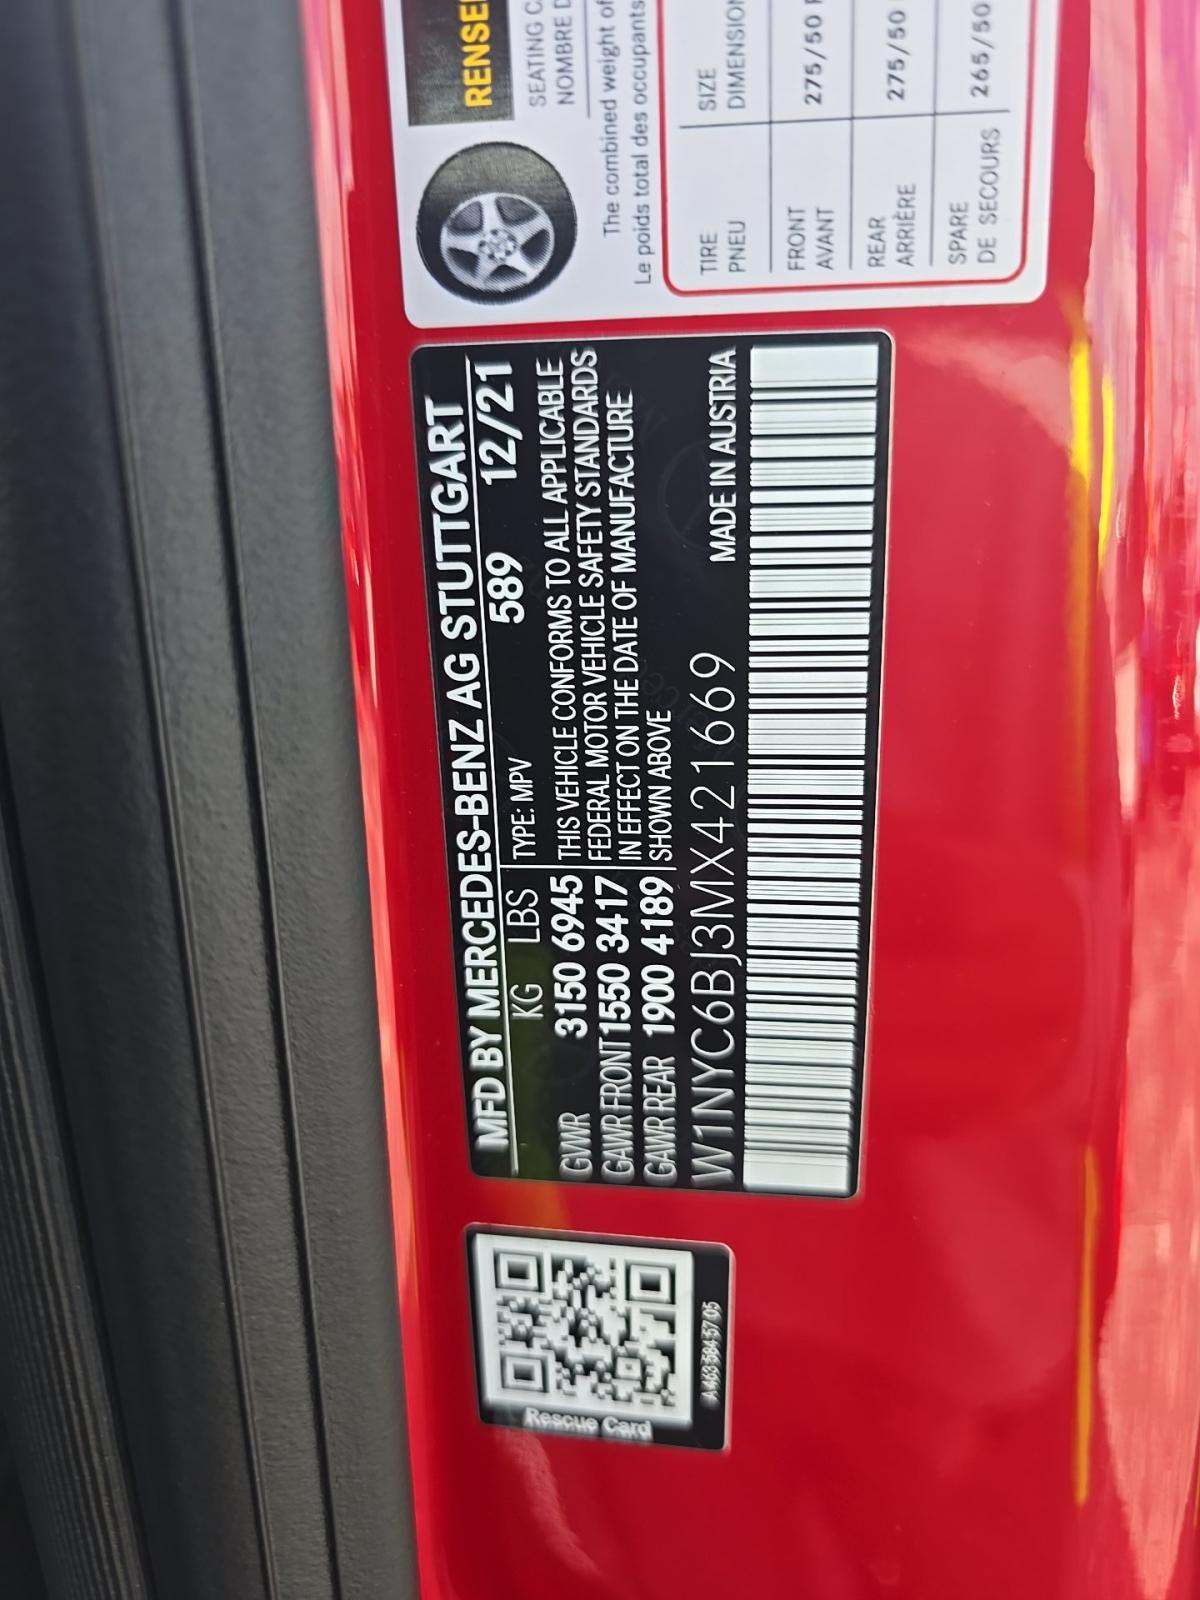 MFD BY MERCEDES-BENZ AG STUTTGART
KG LBS TYPE: MPV 589 12/21
GVWR 3150 6945 THIS VEHICLE CONFORMS TO ALL APPLICABLE
GAWR FRONT 1550 3417 FEDERAL MOTOR VEHICLE SAFETY STANDARDS
GAWR REAR 1900 4189 IN EFFECT ON THE DATE OF MANUFACTURE
SHOWN ABOVE
W1NYC6BJ3MX421669 MADE IN AUSTRIA
Rescue Card
A 463 584 57 05
RENSE
SEATING
NOMBRE
The combined weight of
Le poids total des occupants
TIRE SIZE
PNEU DIMENSION
FRONT 275/50
AVANT
REAR 275/50
ARRIÈRE
SPARE 265/50
DE SECOURS